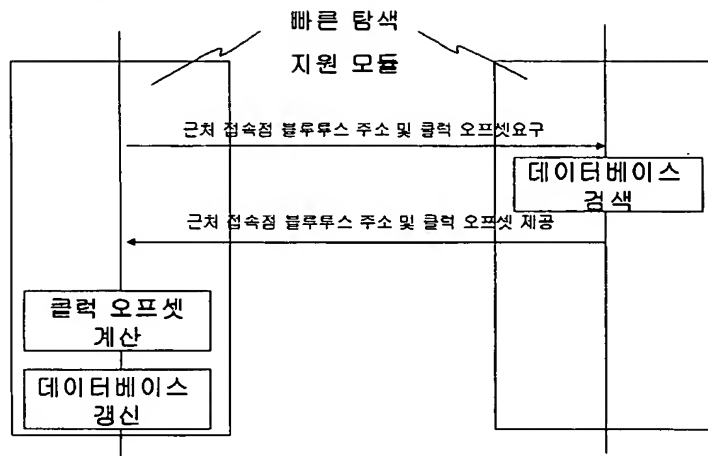 빠른 탐색
지원 모듈
근처 접속점 블루투스 주소 및 클럭 오프셋요구
데이터베이스
검색
근처 접속점 블루투스 주소 및 클럭 오프셋 제공
클럭 오프셋
계산
데이터베이스
갱신